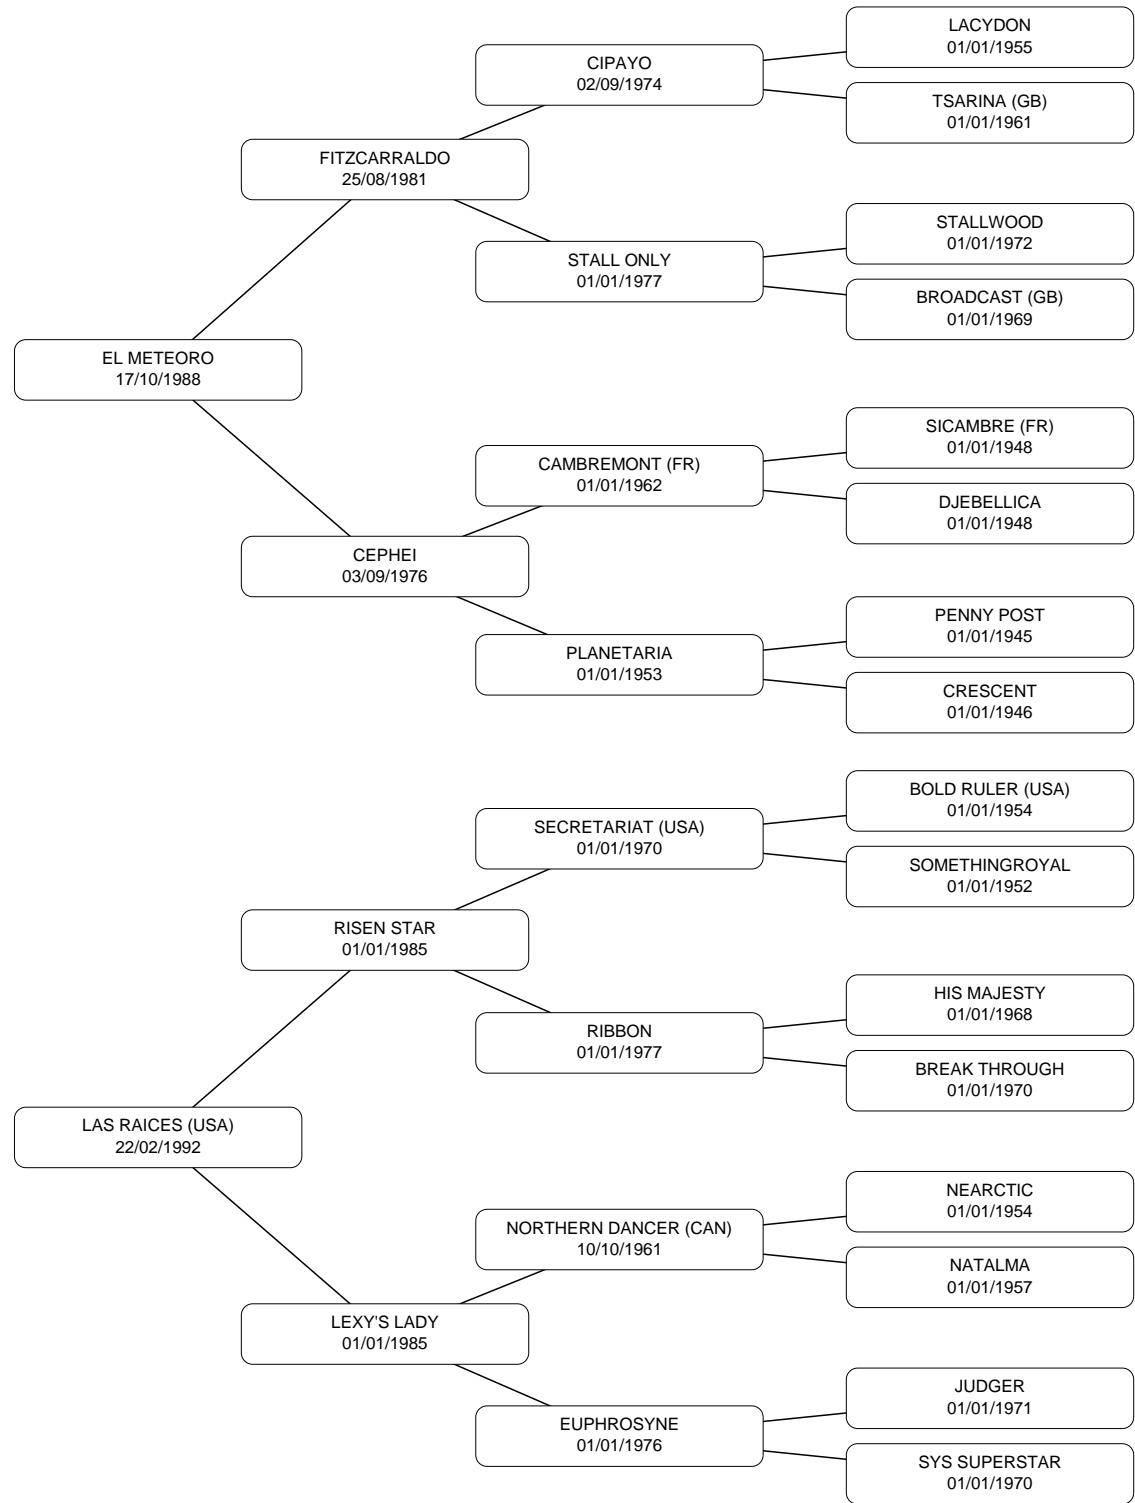 LACYDON
01/01/1955
CIPAYO
02/09/1974
TSARINA (GB)
01/01/1961
FITZCARRALDO
25/08/1981
STALLWOOD
01/01/1972
STALL ONLY
01/01/1977
BROADCAST (GB)
01/01/1969
EL METEORO
17/10/1988
SICAMBRE (FR)
01/01/1948
CAMBREMONT (FR)
01/01/1962
DJEBELLICA
01/01/1948
CEPHEI
03/09/1976
PENNY POST
01/01/1945
PLANETARIA
01/01/1953
CRESCENT
01/01/1946
BOLD RULER (USA)
01/01/1954
SECRETARIAT (USA)
01/01/1970
SOMETHINGROYAL
01/01/1952
RISEN STAR
01/01/1985
HIS MAJESTY
01/01/1968
RIBBON
01/01/1977
BREAK THROUGH
01/01/1970
LAS RAICES (USA)
22/02/1992
NEARCTIC
01/01/1954
NORTHERN DANCER (CAN)
10/10/1961
NATALMA
01/01/1957
LEXY'S LADY
01/01/1985
JUDGER
01/01/1971
EUPHROSYNE
01/01/1976
SYS SUPERSTAR
01/01/1970